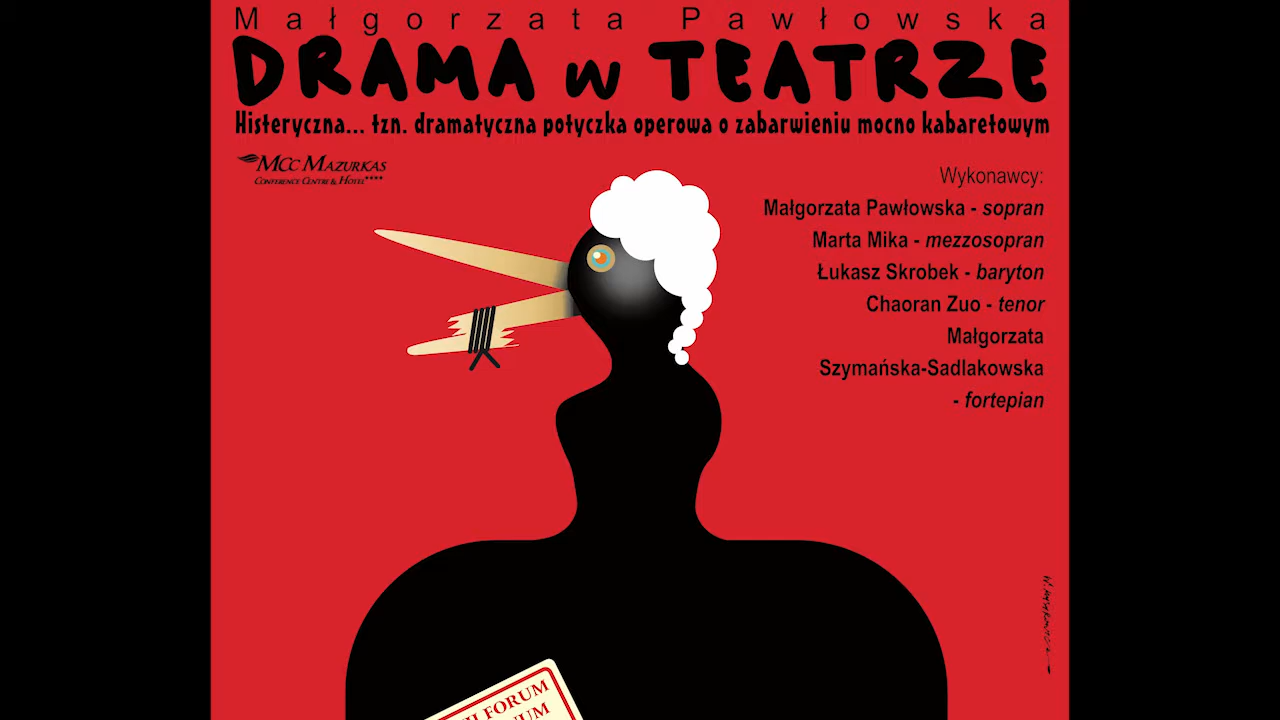 Małgorzata Pawłowska
DRAMA w TEATRZE
Histeryczna... tzn. dramatyczna potyczka operowa o zabarwieniu mocno kabaretowym
MCC MAZURKAS
CONFERENCE CENTRE & HOTEL****
Wykonawcy:
Małgorzata Pawłowska - sopran
Marta Mika - mezzosopran
Łukasz Skrobek - baryton
Chaoran Zuo - tenor
Małgorzata
Szymańska-Sadlakowska
- fortepian
FORUM